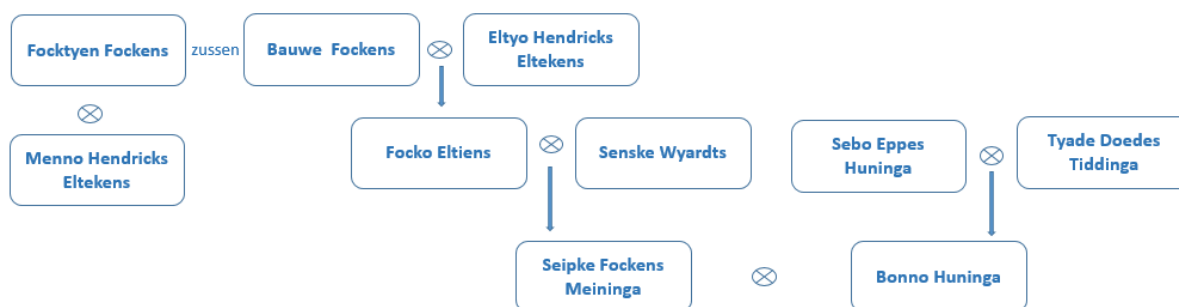 Focktyen Fockens
zussen
Bauwe Fockens
Eltyo Hendricks
Eltekens
Menno Hendricks
Eltekens
Focko Eltiens
Senske Wyardts
Sebo Eppes
Huninga
Tyade Doedes
Tiddinga
Seipke Fockens
Meininga
Bonno Huninga